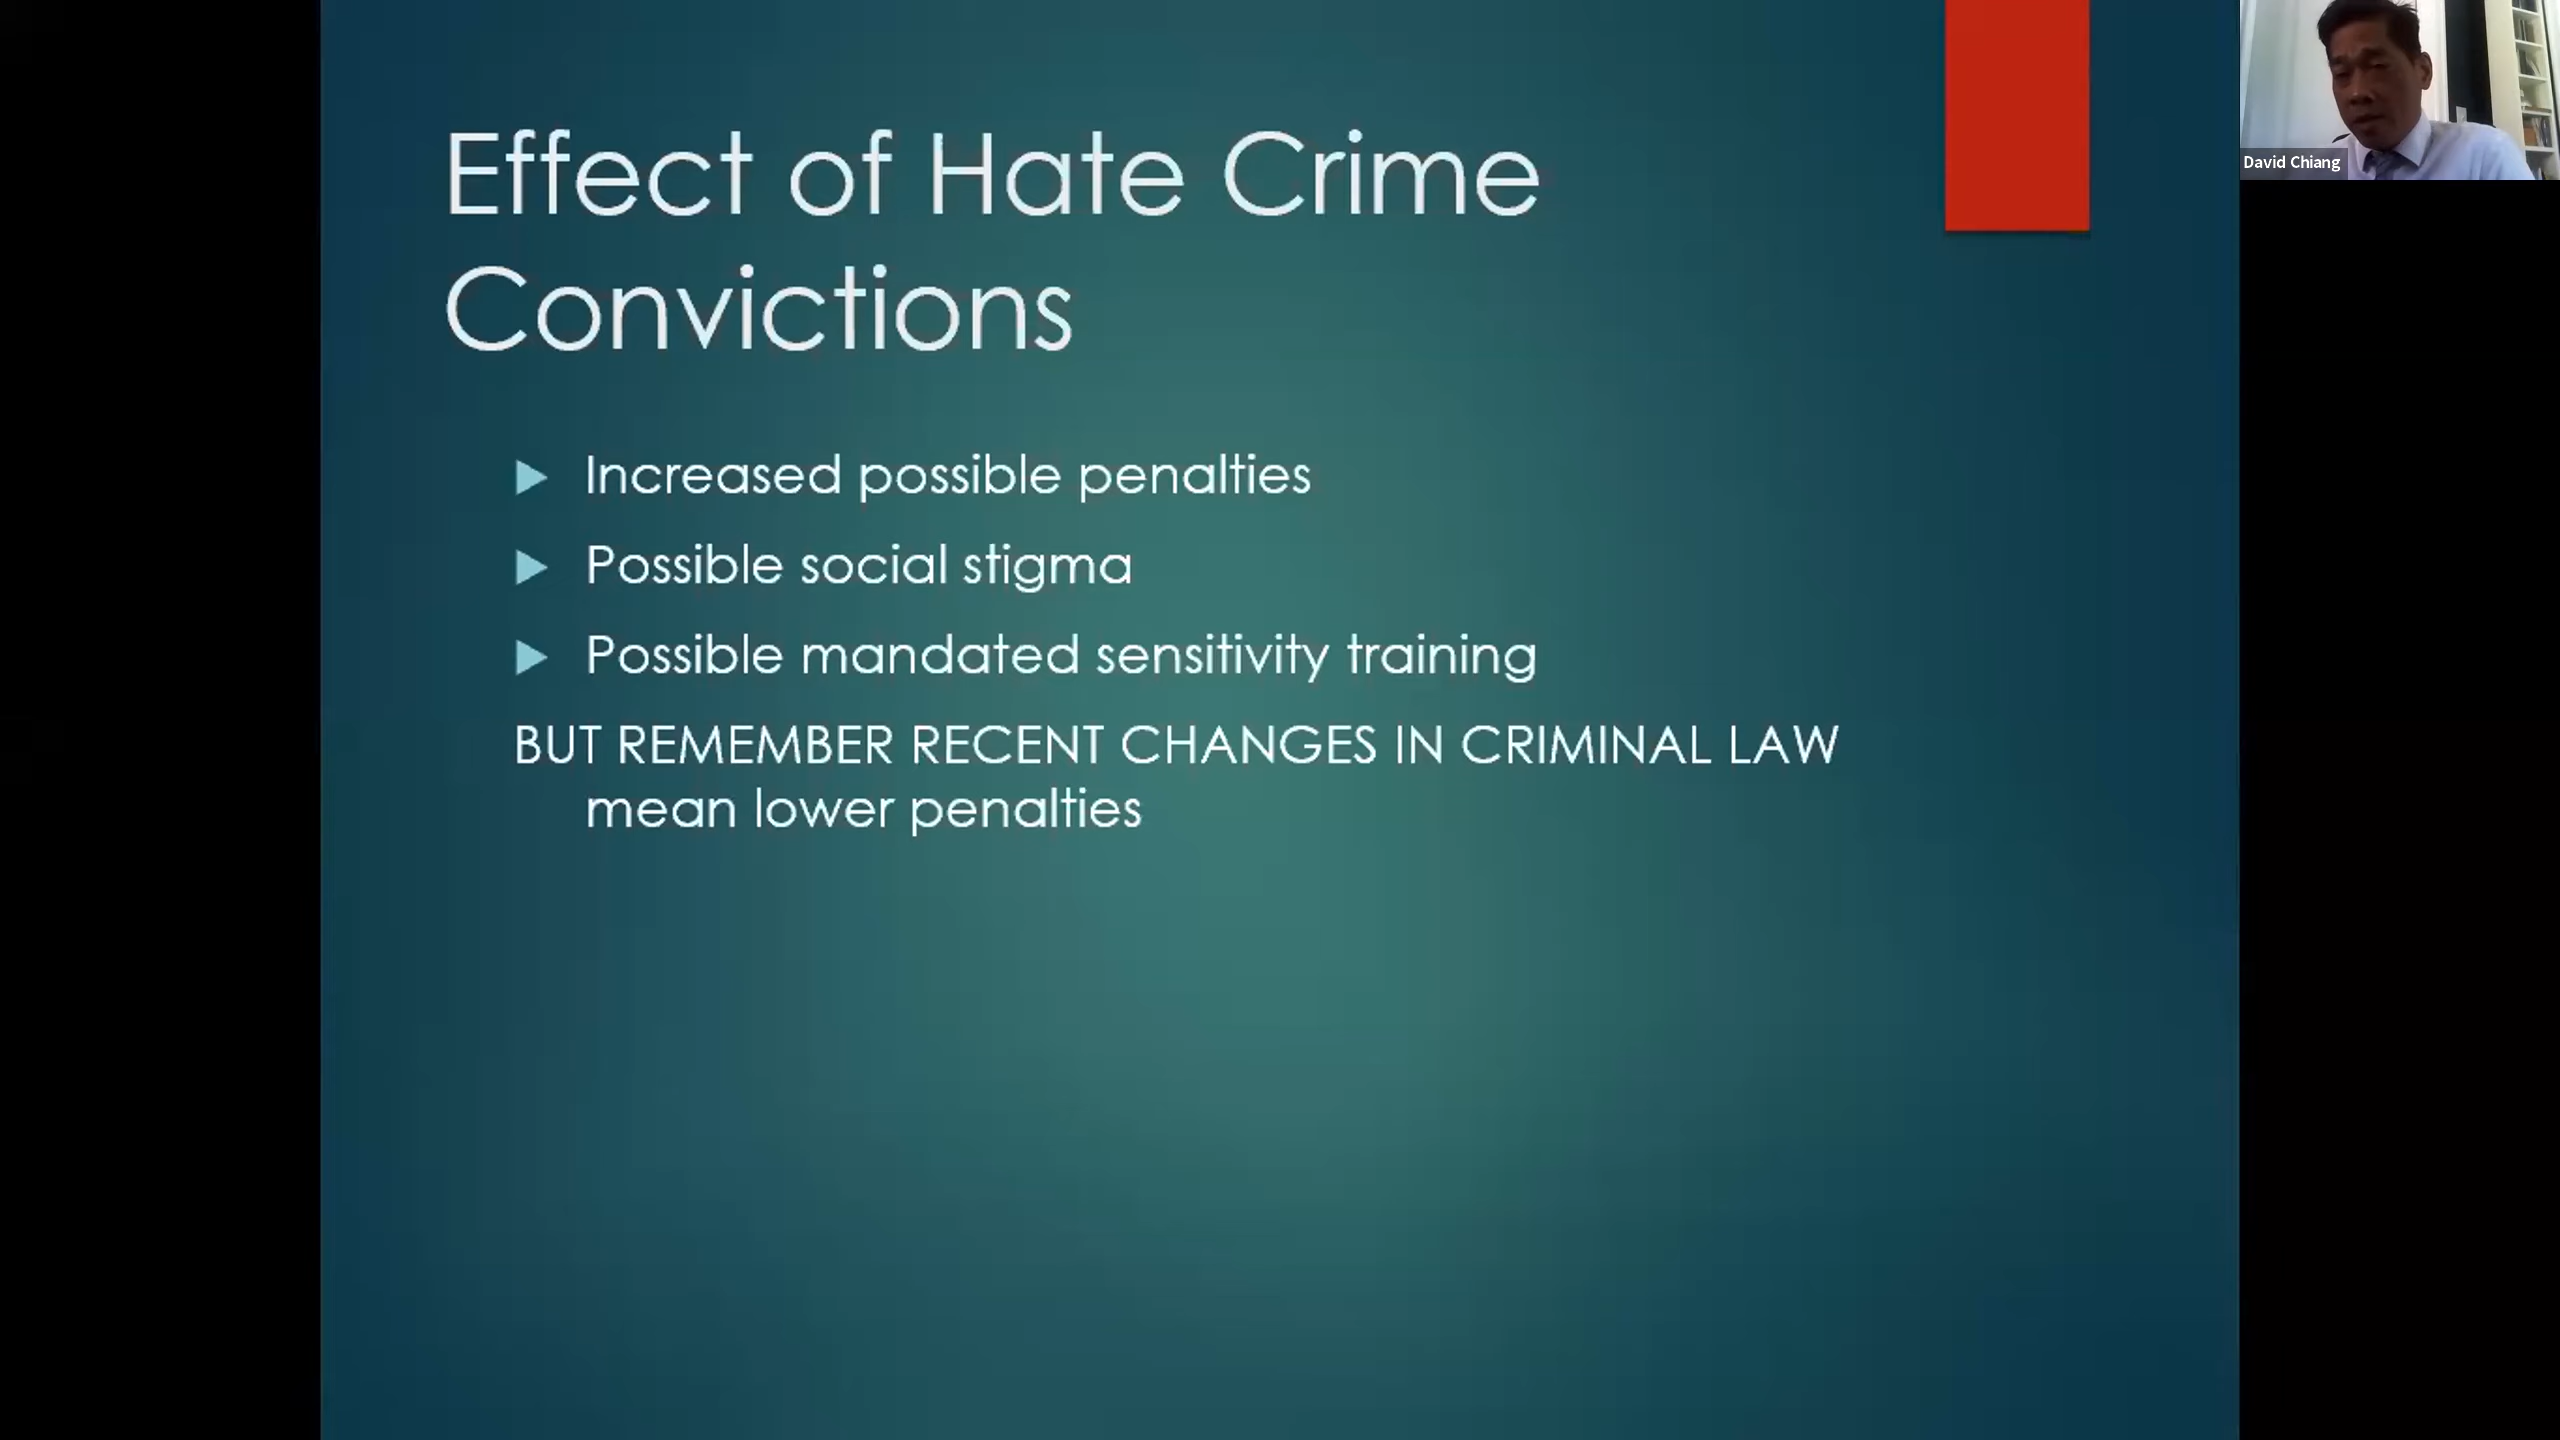 Effect of Hate Crime
Convictions
Increased possible penalties
Possible social stigma
Possible mandated sensitivity training
BUT REMEMBER RECENT CHANGES IN CRIMINAL LAW
mean lower penalties
David Chiang